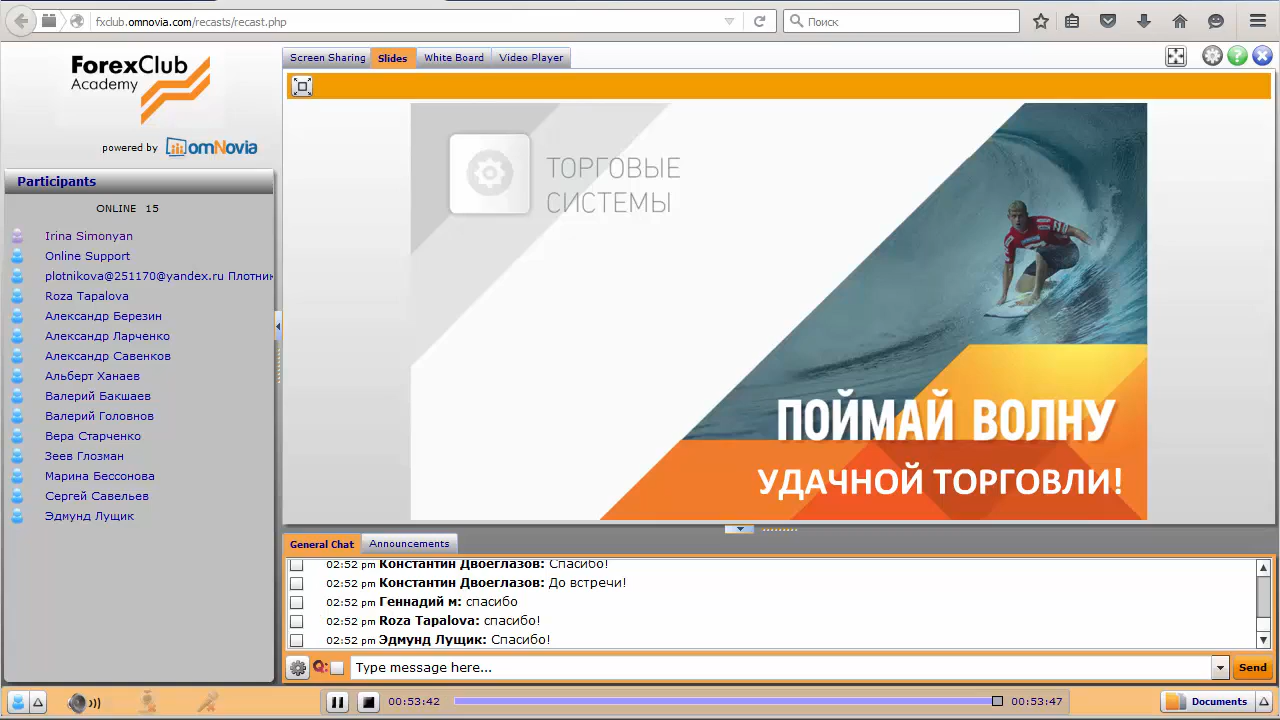 fxclub.omnovia.com/recasts/recast.php
Поиск
ForexClub
Academy
powered by omNovia
Participants
ONLINE 15
Irina Simonyan
Online Support
plotnikova@251170@yandex.ru Плотник
Roza Tapalova
Александр Березин
Александр Ларченко
Александр Савенков
Альберт Ханаев
Валерий Бакшаев
Валерий Головнов
Вера Старченко
Зеев Глозман
Марина Бессонова
Сергей Савельев
Эдмунд Лущик
Screen Sharing
Slides
White Board
Video Player
ТОРГОВЫЕ
СИСТЕМЫ
ПОЙМАЙ ВОЛНУ
УДАЧНОЙ ТОРГОВЛИ!
General Chat
Announcements
02:52 pm Константин Двоеглазов: Спасибо!
02:52 pm Константин Двоеглазов: До встречи!
02:52 pm Геннадий м: спасибо
02:52 pm Roza Tapalova: спасибо!
02:52 pm Эдмунд Лущик: Спасибо!
Type message here...
Send
00:53:42
00:53:47
Documents